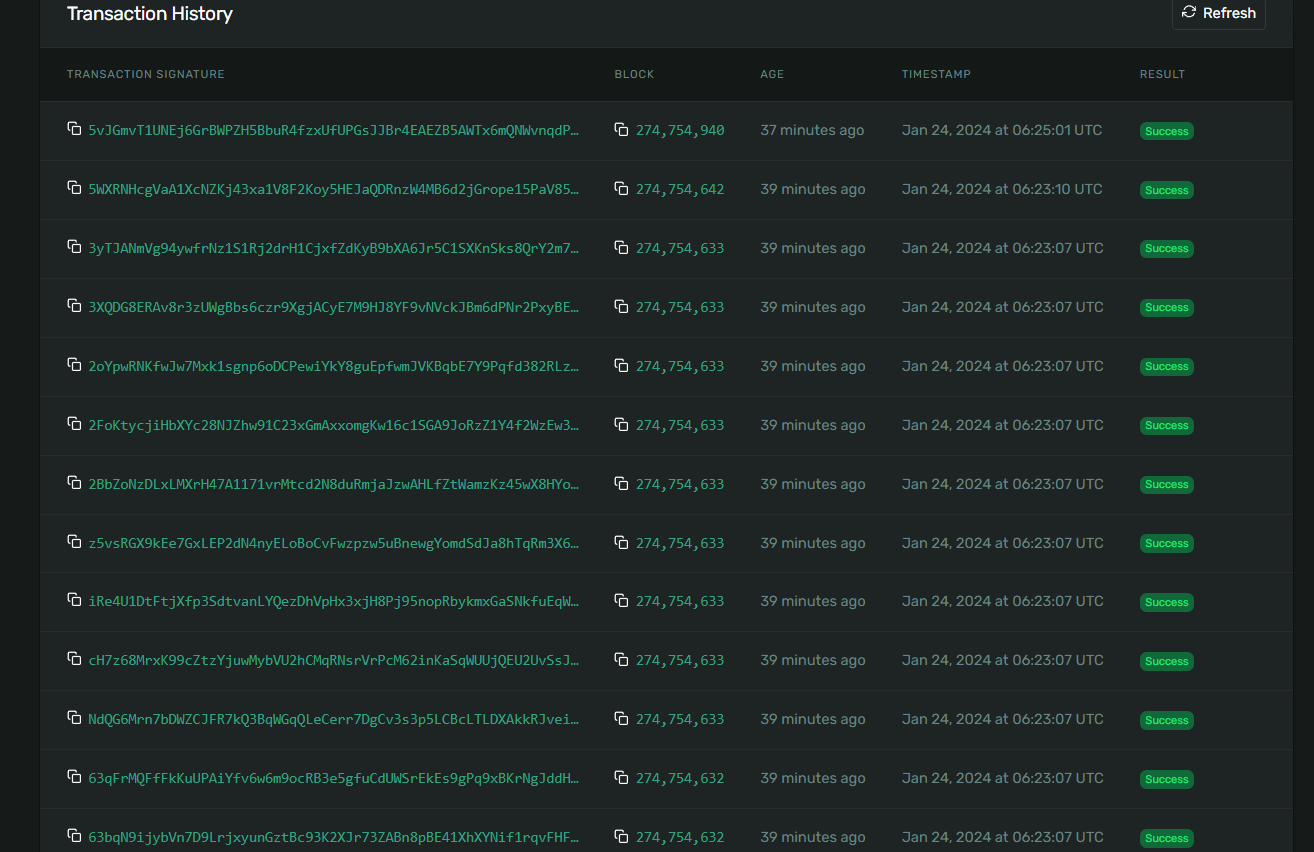 Transaction History
Refresh
TRANSACTION SIGNATURE BLOCK AGE TIMESTAMP RESULT
5vJGmvT1UNEj6GrBWPZH5BbuR4fzxUfUPGsJJBr4EAEZB5AWTx6mQNWvnqdP… 274,754,940 37 minutes ago Jan 24, 2024 at 06:25:01 UTC Success
5WXRNHcgVaA1XcNZKj43xa1V8F2Koy5HEJaQDRnzW4MB6d2jGrope15PaV85… 274,754,642 39 minutes ago Jan 24, 2024 at 06:23:10 UTC Success
3yTJANmVg94ywfrNz1S1Rj2drH1CjxfZdKyB9bXA6Jr5C1SXKnSks8QrY2m7… 274,754,633 39 minutes ago Jan 24, 2024 at 06:23:07 UTC Success
3XQDG8ERAv8r3zUWgBbs6czr9XgjACyE7M9HJ8YF9vNVckJBm6dPNr2PxyBE… 274,754,633 39 minutes ago Jan 24, 2024 at 06:23:07 UTC Success
2oYpwRNKfwJw7Mxk1sgnp6oDCPewiYkY8guEpfwmJVKBqbE7Y9Pqfd382RLz… 274,754,633 39 minutes ago Jan 24, 2024 at 06:23:07 UTC Success
2FoKtycjiHbXYc28NJZhw91C23xGmAxxomgKw16c1SGA9JoRzZ1Y4f2WzEw3… 274,754,633 39 minutes ago Jan 24, 2024 at 06:23:07 UTC Success
2BbZoNzDLxLMXrH47A1171vrMtcd2N8duRmjaJzwAHLfZtWamzKz45wX8HYo… 274,754,633 39 minutes ago Jan 24, 2024 at 06:23:07 UTC Success
z5vsRGX9kEe7GxLEP2dN4nyELoBoCvFwzpzw5uBnewgYomdSdJa8hTqRm3X6… 274,754,633 39 minutes ago Jan 24, 2024 at 06:23:07 UTC Success
iRe4U1DtFtjXfp3SdtvanLYQezDhVpHx3xjH8Pj95nopRbykmxGaSNkfuEqW… 274,754,633 39 minutes ago Jan 24, 2024 at 06:23:07 UTC Success
cH7z68MrxK99cZtzYjuwMybVU2hCMqRNsrVrPcM62inKaSqWUUjQEU2UvSsJ… 274,754,633 39 minutes ago Jan 24, 2024 at 06:23:07 UTC Success
NdQG6Mrn7bDWZCJFR7kQ3BqWGqQLeCerr7DgCv3s3p5LCBcLTLDXAkkRJvei… 274,754,633 39 minutes ago Jan 24, 2024 at 06:23:07 UTC Success
63qFrMQFfFkKuUPAiYfv6w6m9ocRB3e5gfuCdUWSrEkEs9gPq9xBKrNgJddH… 274,754,632 39 minutes ago Jan 24, 2024 at 06:23:07 UTC Success
63bqN9ijybVn7D9LrjxyunGztBc93K2XJr73ZABn8pBE41XhXYNif1rqvFHF… 274,754,632 39 minutes ago Jan 24, 2024 at 06:23:07 UTC Success